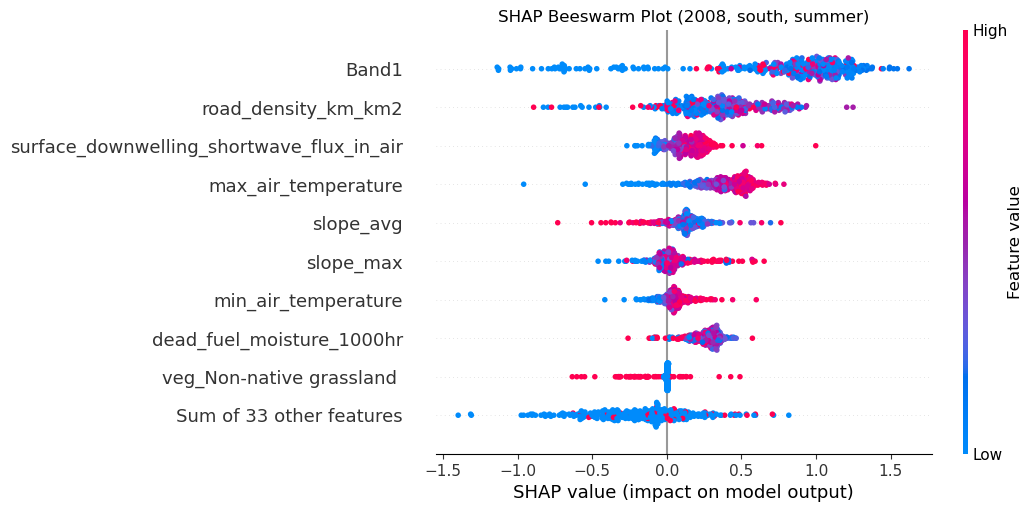 SHAP Beeswarm Plot (2008, south, summer)
High
Band1
road_density_km_km2
surface_downwelling_shortwave_flux_in_air
max_air_temperature
slope_avg
slope_max
min_air_temperature
dead_fuel_moisture_1000hr
veg_Non-native grassland
Sum of 33 other features
Feature value
Low
−1.5 −1.0 −0.5 0.0 0.5 1.0 1.5
SHAP value (impact on model output)